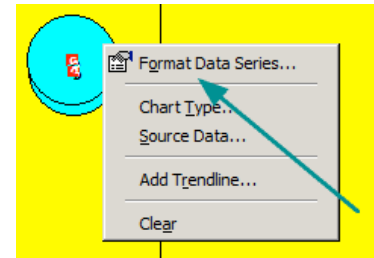 Format Data Series...
Chart Type...
Source Data...
Add Trendline...
Clear